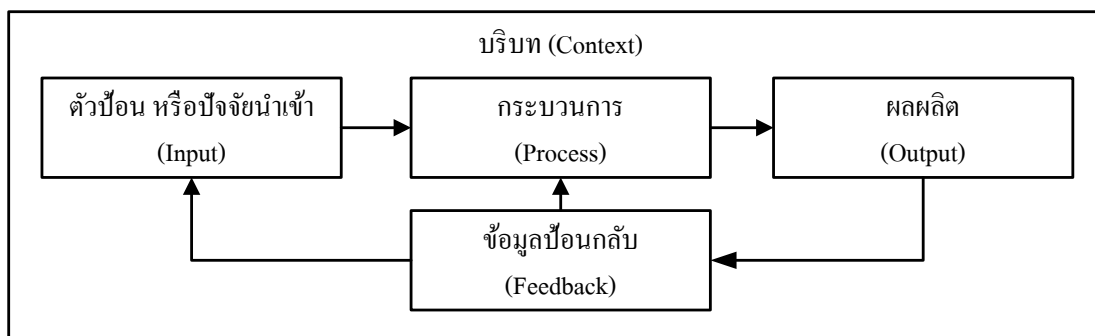 บริบท (Context)
ตัวป้อน หรือปัจจัยนำเข้า
(Input)
กระบวนการ
(Process)
ผลผลิต
(Output)
ข้อมูลป้อนกลับ
(Feedback)